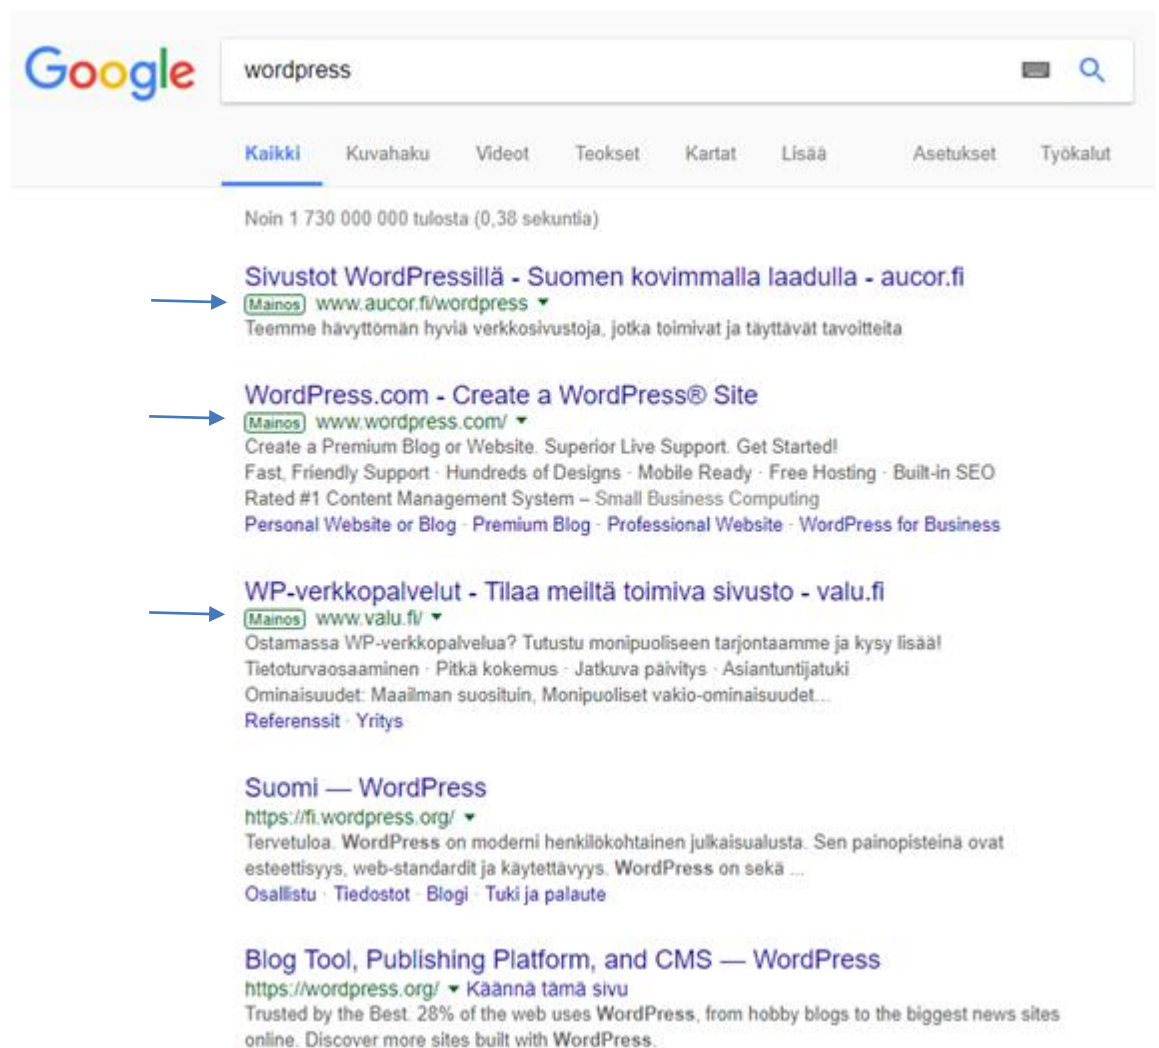 Google
wordpress
Kaikki Kuvahaku Videot Teokset Kartat Lisää Asetukset Työkalut
Noin 1 730 000 000 tulosta (0,38 sekuntia)
Sivustot WordPressillä - Suomen kovimmalla laadulla - aucor.fi
Mainos www.aucor.fi/wordpress
Teemme hävyttömän hyviä verkkosivustoja, jotka toimivat ja täyttävät tavoitteita
WordPress.com - Create a WordPress® Site
Mainos www.wordpress.com/
Create a Premium Blog or Website. Superior Live Support. Get Started!
Fast, Friendly Support · Hundreds of Designs · Mobile Ready · Free Hosting · Built-in SEO
Rated #1 Content Management System – Small Business Computing
Personal Website or Blog · Premium Blog · Professional Website · WordPress for Business
WP-verkkopalvelut - Tilaa meiltä toimiva sivusto - valu.fi
Mainos www.valu.fi/
Ostamassa WP-verkkopalvelua? Tutustu monipuoliseen tarjontaamme ja kysy lisää!
Tietoturvaosaaminen · Pitkä kokemus · Jatkuva päivitys · Asiantuntijatuki
Ominaisuudet: Maailman suosituin, Monipuoliset vakio-ominaisuudet...
Referenssit · Yritys
Suomi — WordPress
https://fi.wordpress.org/
Tervetuloa. WordPress on moderni henkilökohtainen julkaisualusta. Sen painopisteinä ovat
esteettisyys, web-standardit ja käytettävyys. WordPress on sekä ...
Osallistu · Tiedostot · Blogi · Tuki ja palaute
Blog Tool, Publishing Platform, and CMS — WordPress
https://wordpress.org/ Käännä tämä sivu
Trusted by the Best. 28% of the web uses WordPress, from hobby blogs to the biggest news sites
online. Discover more sites built with WordPress.